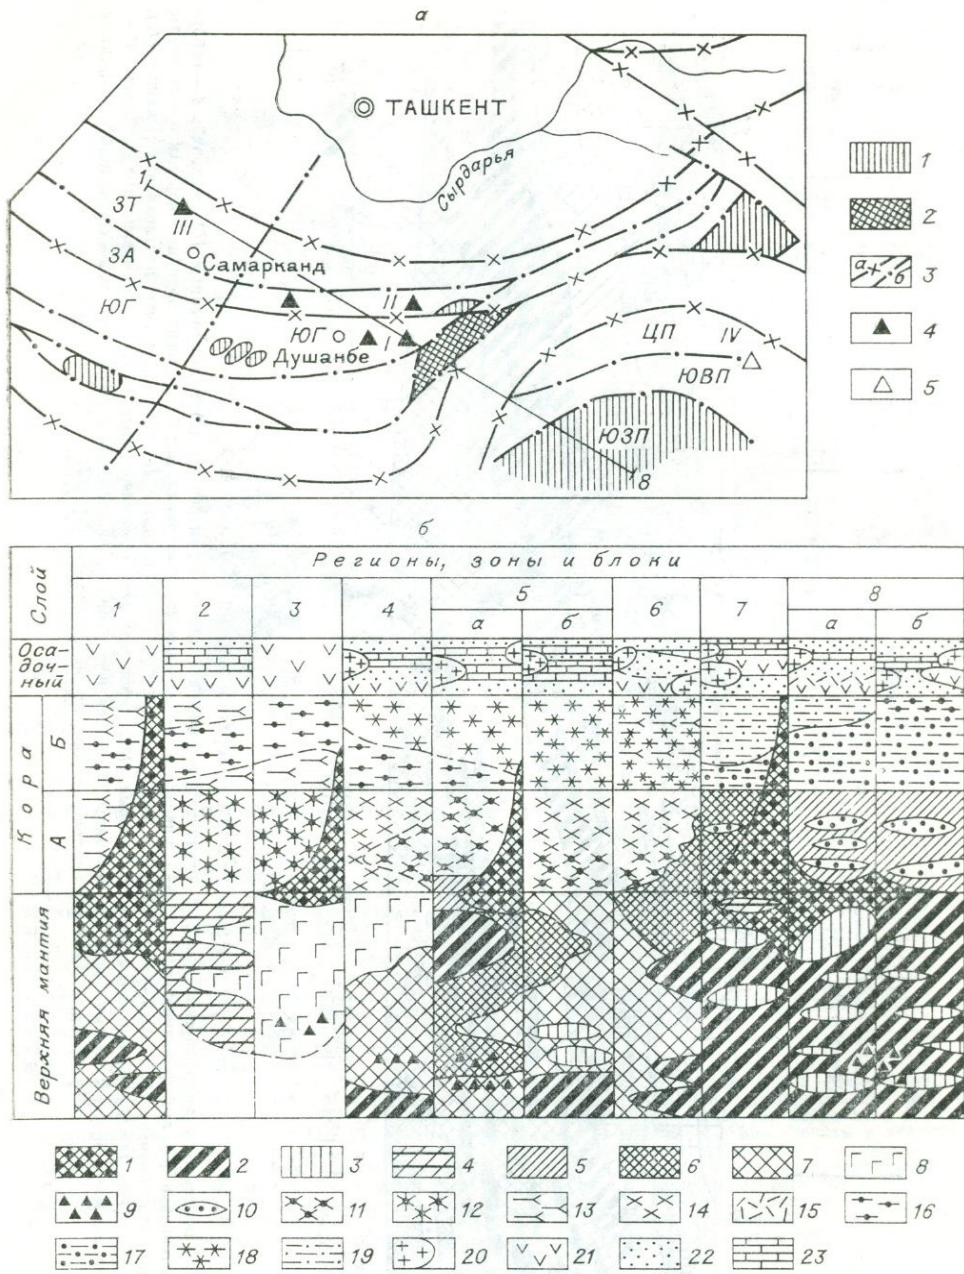 а
ТАШКЕНТ
Сырдарья
1
ЗТ
III
Самарканд
ЗА
II
ЮГ
ЮГ
I
Душанбе
ЦП
IV
ЮВП
ЮЗП
8
1
2
а
б
3
4
5
б
Слой
Регионы, зоны и блоки
1
2
3
4
5
6
7
8
а
б
а
б
Оса-
доч-
ный
Кора
Б
А
Верхняя мантия
1
2
3
4
5
6
7
8
9
10
11
12
13
14
15
16
17
18
19
20
21
22
23